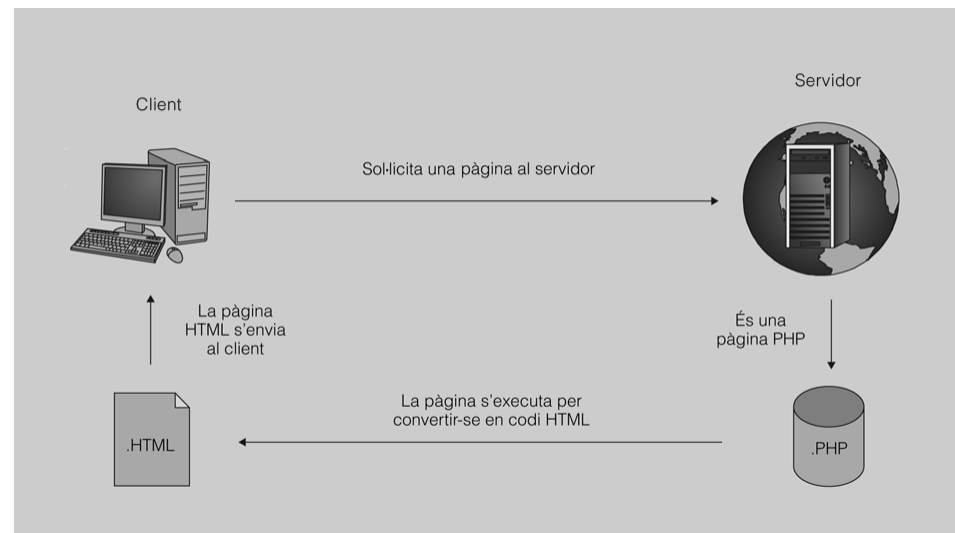 Client
Servidor
Sol·licita una pàgina al servidor
La pàgina
HTML s'envia
al client
És una
pàgina PHP
La pàgina s'executa per
convertir-se en codi HTML
.HTML
.PHP